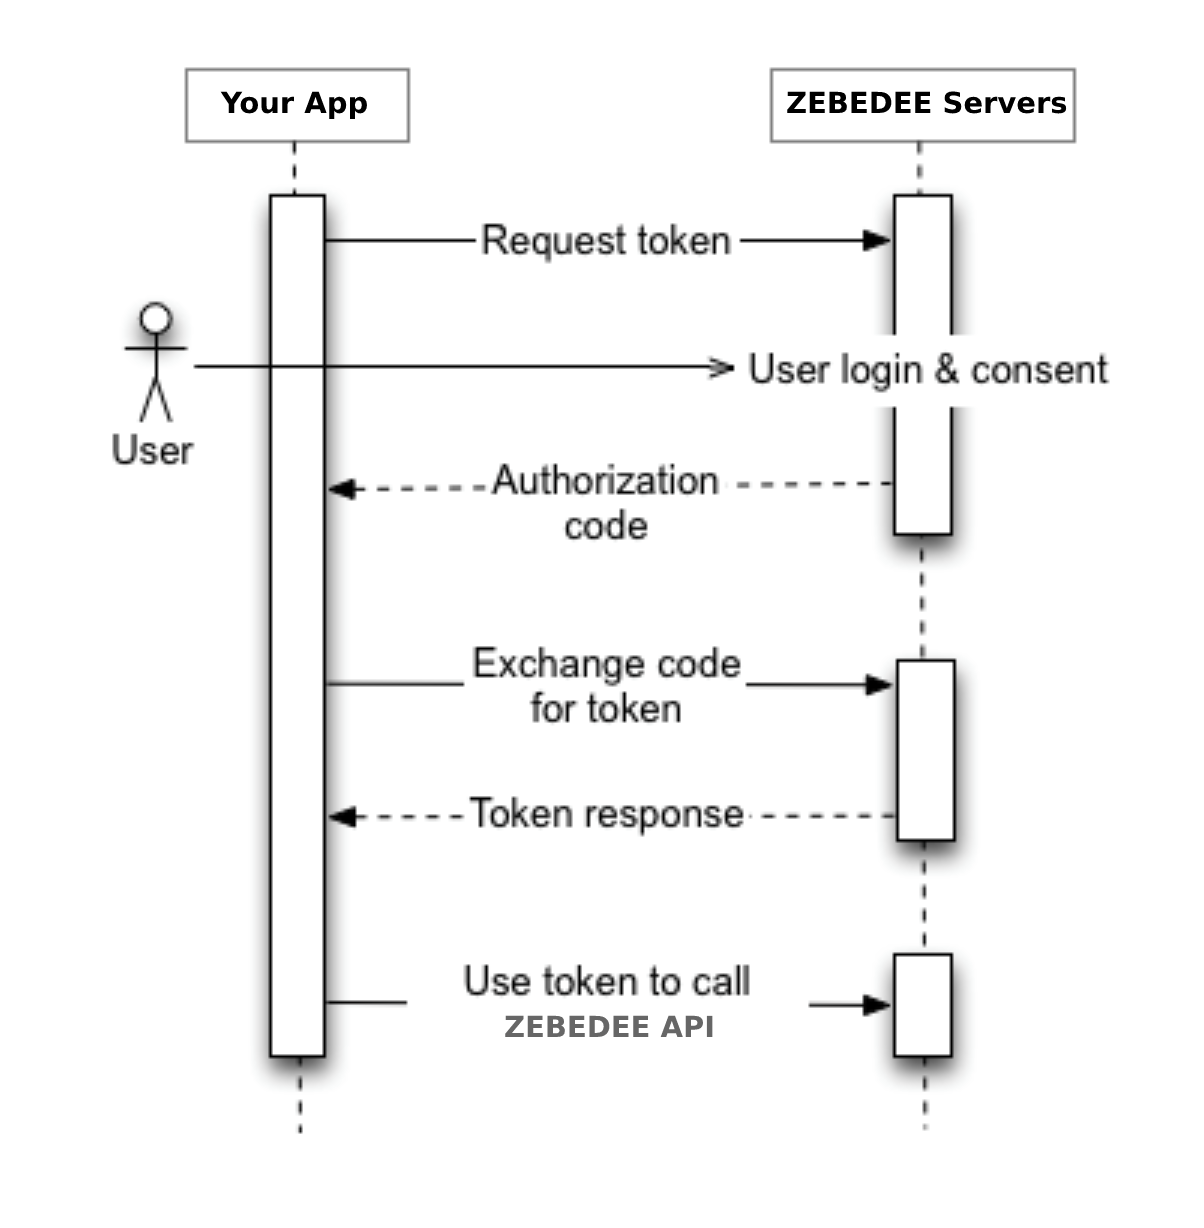 Your App
ZEBEDEE Servers
Request token
User login & consent
User
Authorization
code
Exchange code
for token
Token response
Use token to call
ZEBEDEE API